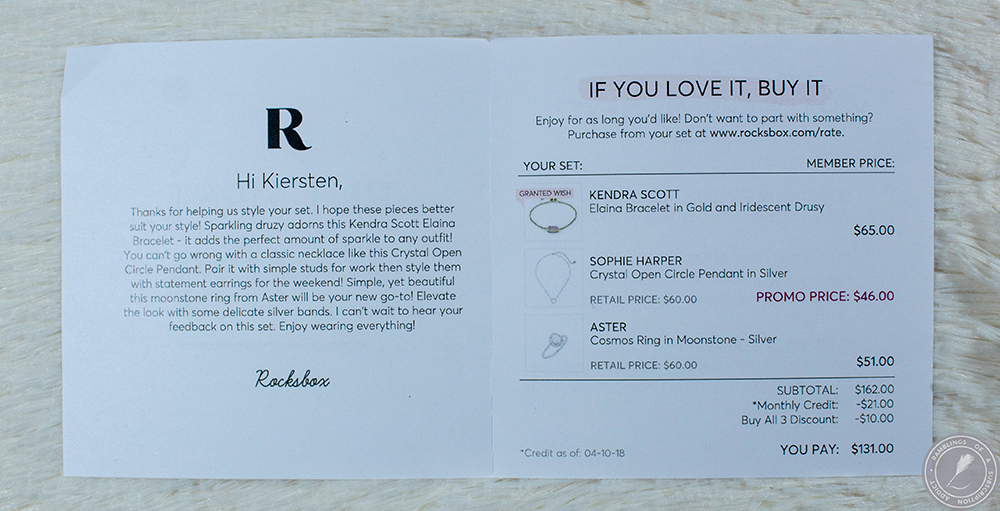 R
Hi Kiersten,
Thanks for helping us style your set. I hope these pieces better
suit your style! Sparkling druzy adorns this Kendra Scott Elaina
Bracelet - it adds the perfect amount of sparkle to any outfit!
You can't go wrong with a classic necklace like this Crystal Open
Circle Pendant. Pair it with simple studs for work then style them
with statement earrings for the weekend! Simple, yet beautiful
this moonstone ring from Aster will be your new go-to! Elevate
the look with some delicate silver bands. I can't wait to hear your
feedback on this set. Enjoy wearing everything!
Rocksbox
IF YOU LOVE IT, BUY IT
Enjoy for as long you'd like! Don't want to part with something?
Purchase from your set at www.rocksbox.com/rate.
YOUR SET: MEMBER PRICE:
GRANTED WISH
KENDRA SCOTT
Elaina Bracelet in Gold and Iridescent Drusy
$65.00
SOPHIE HARPER
Crystal Open Circle Pendant in Silver
RETAIL PRICE: $60.00 PROMO PRICE: $46.00
ASTER
Cosmos Ring in Moonstone - Silver
RETAIL PRICE: $60.00 $51.00
SUBTOTAL: $162.00
*Monthly Credit: -$21.00
Buy All 3 Discount: -$10.00
*Credit as of: 04-10-18 YOU PAY: $131.00
RAMBLINGS OF A SUBSCRIPTION ADDICT